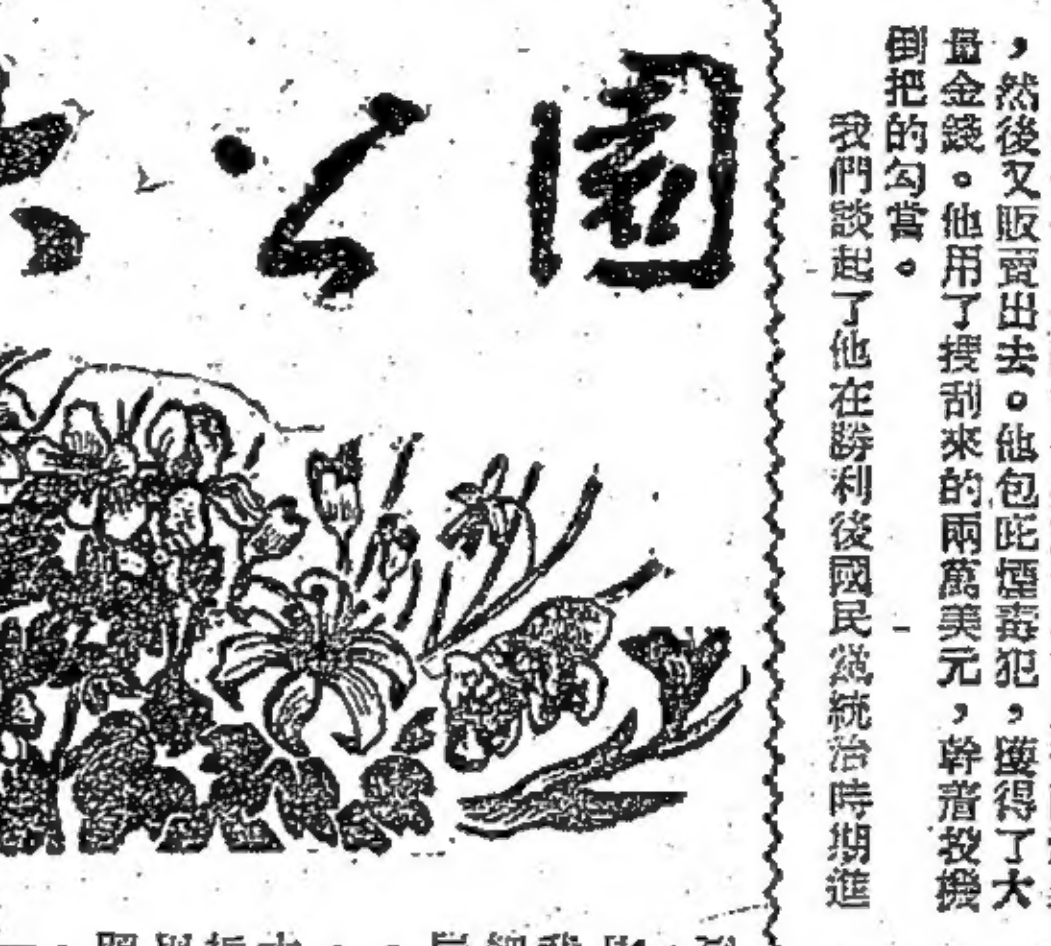 ，然後又販賣出去。他包庇煙毒犯，獲得了大
量金錢。他用了搜刮來的兩萬美元，幹着投機
倒把的勾當。
我們談起了他在勝利後國民黨統治時期進
公園